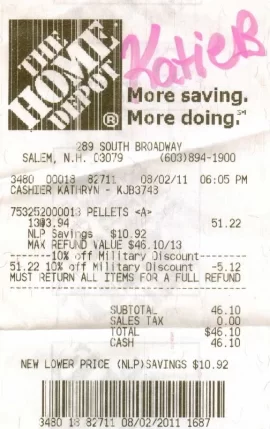 THE
HOME
DEPOT
®
KatieB
More saving.
More doing.℠
289 SOUTH BROADWAY
SALEM, N.H. 03079 (603)894-1900
3480 00018 82711 08/02/11 06:05 PM
CASHIER KATHRYN - KJB3743
753252000013 PELLETS <A>
13@3.94 51.22
NLP Savings $10.92
MAX REFUND VALUE $46.10/13
-------10% off Military Discount-------
51.22 10% off Military Discount -5.12
MUST RETURN ALL ITEMS FOR A FULL REFUND
---------------------------------------
SUBTOTAL 46.10
SALES TAX 0.00
TOTAL $46.10
CASH 46.10
NEW LOWER PRICE (NLP)SAVINGS $10.92
3480 18 82711 08/02/2011 1687